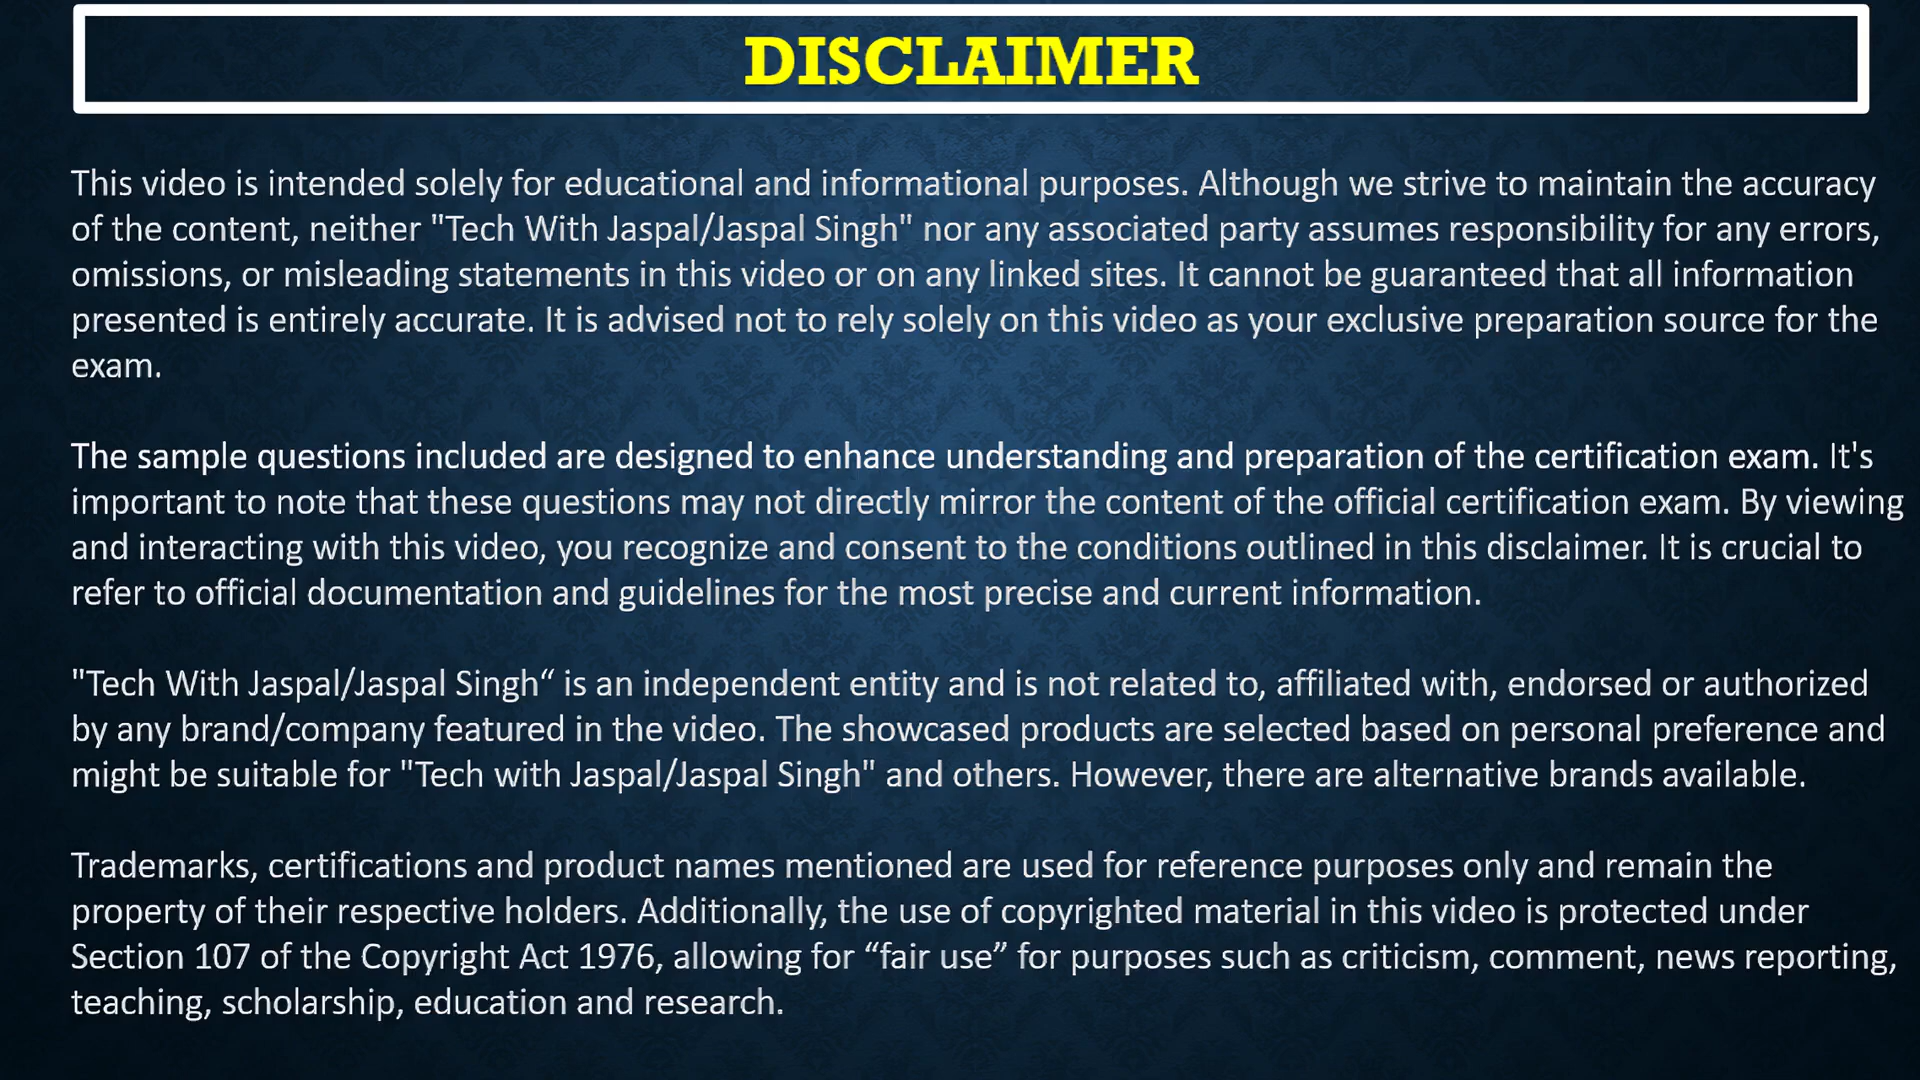 DISCLAIMER
This video is intended solely for educational and informational purposes. Although we strive to maintain the accuracy
of the content, neither "Tech With Jaspal/Jaspal Singh" nor any associated party assumes responsibility for any errors,
omissions, or misleading statements in this video or on any linked sites. It cannot be guaranteed that all information
presented is entirely accurate. It is advised not to rely solely on this video as your exclusive preparation source for the
exam.
The sample questions included are designed to enhance understanding and preparation of the certification exam. It's
important to note that these questions may not directly mirror the content of the official certification exam. By viewing
and interacting with this video, you recognize and consent to the conditions outlined in this disclaimer. It is crucial to
refer to official documentation and guidelines for the most precise and current information.
"Tech With Jaspal/Jaspal Singh“ is an independent entity and is not related to, affiliated with, endorsed or authorized
by any brand/company featured in the video. The showcased products are selected based on personal preference and
might be suitable for "Tech with Jaspal/Jaspal Singh" and others. However, there are alternative brands available.
Trademarks, certifications and product names mentioned are used for reference purposes only and remain the
property of their respective holders. Additionally, the use of copyrighted material in this video is protected under
Section 107 of the Copyright Act 1976, allowing for “fair use” for purposes such as criticism, comment, news reporting,
teaching, scholarship, education and research.